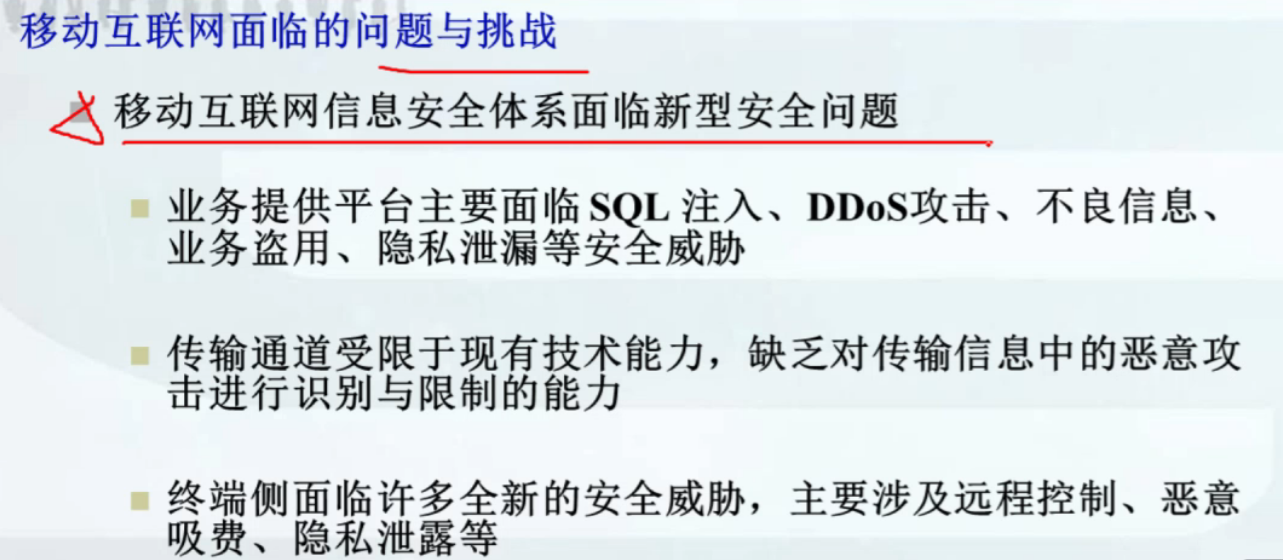 移动互联网面临的问题与挑战
移动互联网信息安全体系面临新型安全问题
业务提供平台主要面临 SQL 注入、DDoS攻击、不良信息、
业务盗用、隐私泄漏等安全威胁
传输通道受限于现有技术能力，缺乏对传输信息中的恶意攻
击进行识别与限制的能力
终端侧面临许多全新的安全威胁，主要涉及远程控制、恶意
吸费、隐私泄露等